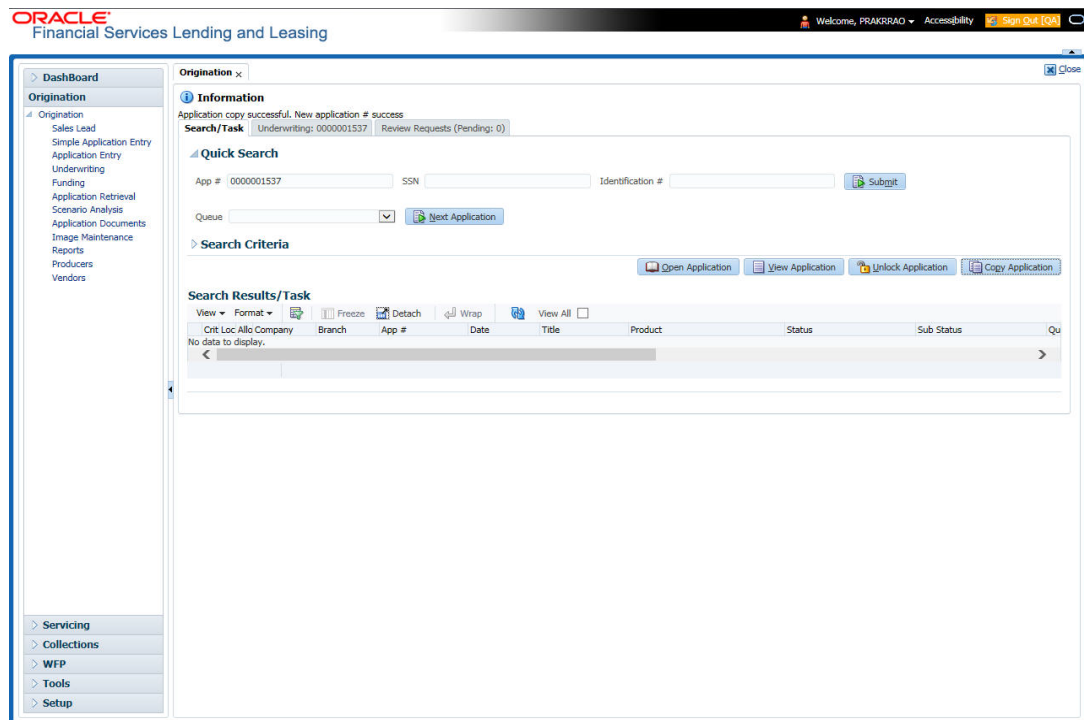 ORACLE®
Financial Services Lending and Leasing
Welcome, PRAKRRAO Accessibility Sign Out [QA]
Close
DashBoard
Origination
Origination
Sales Lead
Simple Application Entry
Application Entry
Underwriting
Funding
Application Retrieval
Scenario Analysis
Application Documents
Image Maintenance
Reports
Producers
Vendors
Servicing
Collections
WFP
Tools
Setup
Origination x
Information
Application copy successful. New application # success
Search/Task Underwriting: 0000001537 Review Requests (Pending: 0)
Quick Search
App # 0000001537 SSN Identification # Submit
Queue Next Application
Search Criteria
Open Application View Application Unlock Application Copy Application
Search Results/Task
View Format Freeze Detach Wrap View All
Crit Loc Allo Company Branch App # Date Title Product Status Sub Status Qu
No data to display.